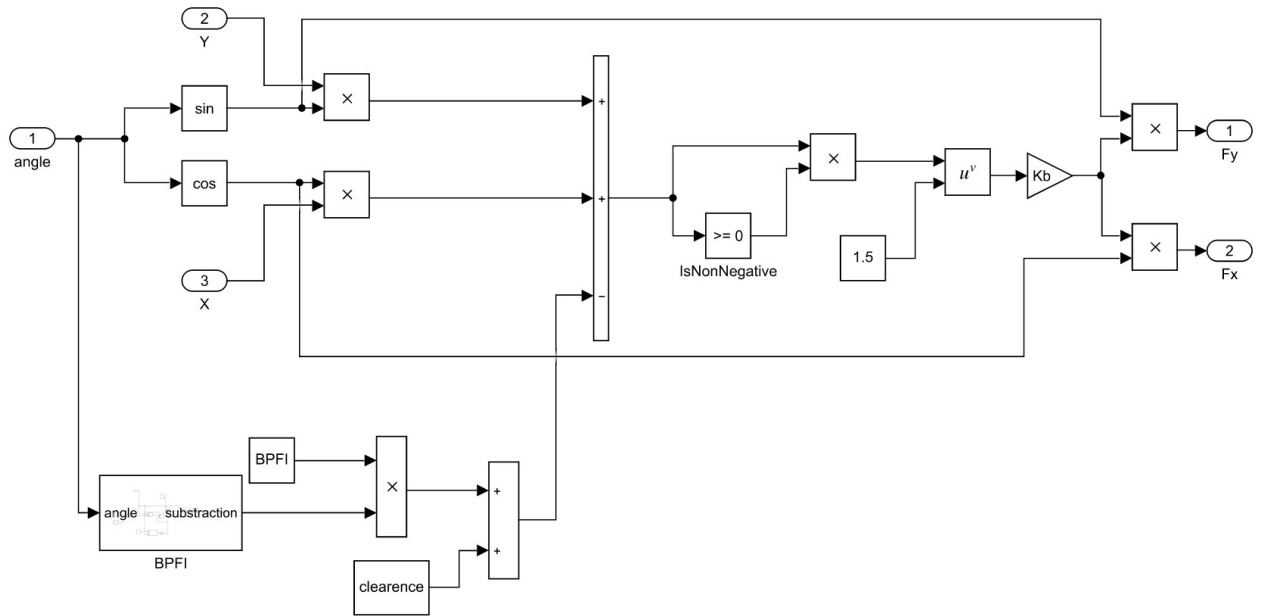 2
Y
×
+
sin
1
angle
×
1
Fy
×
u^v
Kb
cos
×
+
>= 0
IsNonNegative
1.5
×
2
Fx
3
X
−
BPFI
×
+
angle substraction
BPFI
+
clearence